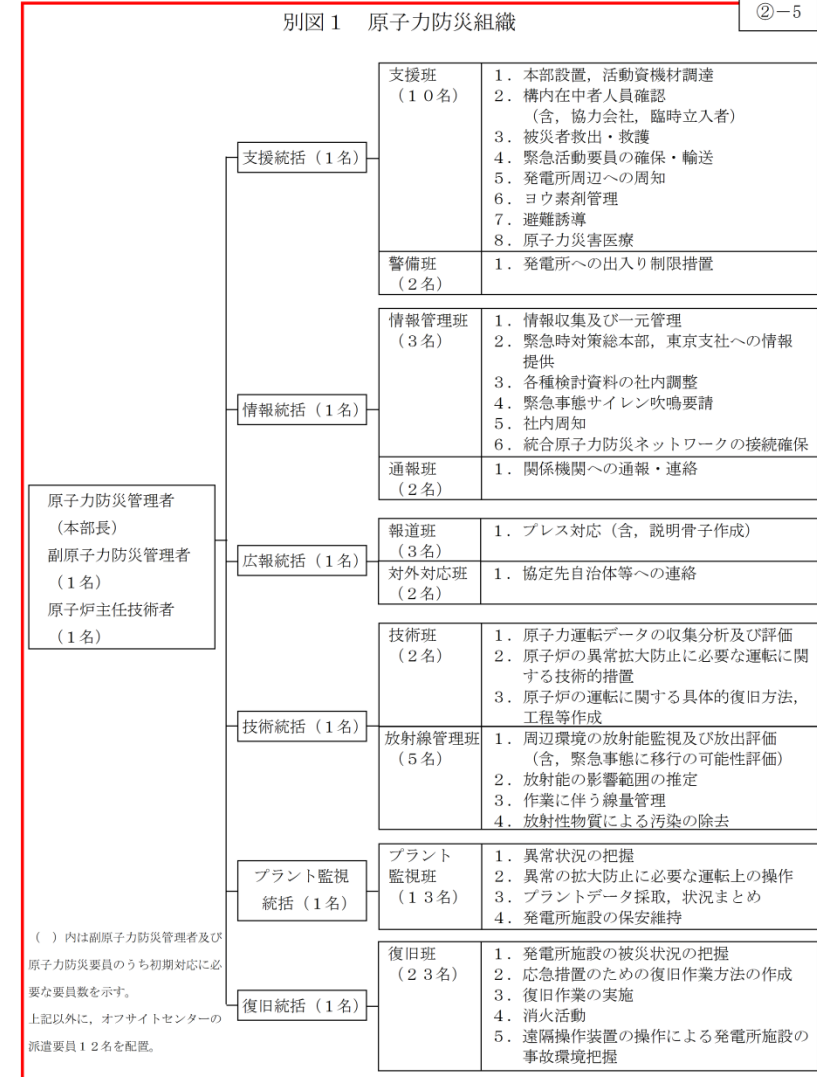 ②－5
別図１　原子力防災組織
原子力防災管理者
（本部長）
副原子力防災管理者
（１名）
原子炉主任技術者
（１名）
支援統括（１名）
支援班
（１０名）
１．本部設置，活動資機材調達
２．構内在中者人員確認
（含，協力会社，臨時立入者）
３．被災者救出・救護
４．緊急活動要員の確保・輸送
５．発電所周辺への周知
６．ヨウ素剤管理
７．避難誘導
８．原子力災害医療
警備班
（２名）
１．発電所への出入り制限措置
情報統括（１名）
情報管理班
（３名）
１．情報収集及び一元管理
２．緊急時対策総本部，東京支社への情報
提供
３．各種検討資料の社内調整
４．緊急事態サイレン吹鳴要請
５．社内周知
６．統合原子力防災ネットワークの接続確保
通報班
（２名）
１．関係機関への通報・連絡
広報統括（１名）
報道班
（３名）
１．プレス対応（含，説明骨子作成）
対外対応班
（２名）
１．協定先自治体等への連絡
技術統括（１名）
技術班
（２名）
１．原子力運転データの収集分析及び評価
２．原子炉の異常拡大防止に必要な運転に関
する技術的措置
３．原子炉の運転に関する具体的復旧方法，
工程等作成
放射線管理班
（５名）
１．周辺環境の放射能監視及び放出評価
（含，緊急事態に移行の可能性評価）
２．放射能の影響範囲の推定
３．作業に伴う線量管理
４．放射性物質による汚染の除去
プラント監視
統括（１名）
プラント
監視班
（１３名）
１．異常状況の把握
２．異常の拡大防止に必要な運転上の操作
３．プラントデータ採取，状況まとめ
４．発電所施設の保安維持
復旧統括（１名）
復旧班
（２３名）
１．発電所施設の被災状況の把握
２．応急措置のための復旧作業方法の作成
３．復旧作業の実施
４．消火活動
５．遠隔操作装置の操作による発電所施設の
事故環境把握
（　）内は副原子力防災管理者及び
原子力防災要員のうち初期対応に必
要な要員数を示す。
上記以外に，オフサイトセンターの
派遣要員１２名を配置。